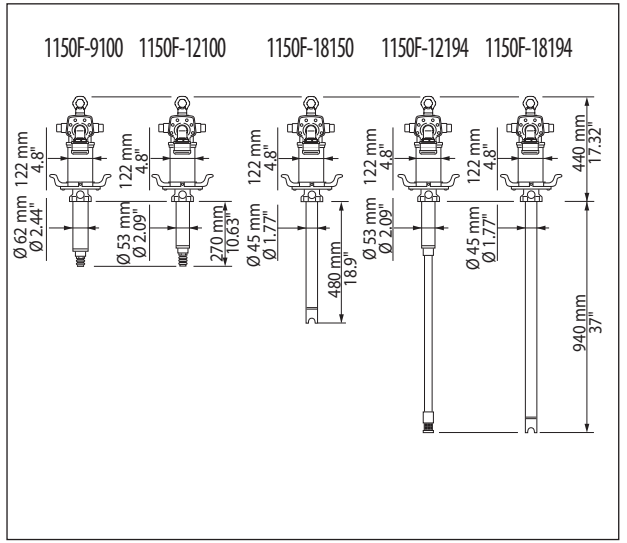 1150F-9100
1150F-12100
1150F-18150
1150F-12194
1150F-18194
122 mm
4.8"
122 mm
4.8"
122 mm
4.8"
122 mm
4.8"
122 mm
4.8"
440 mm
17.32"
Ø 62 mm
Ø 2.44"
Ø 53 mm
Ø 2.09"
270 mm
10.63"
Ø 45 mm
Ø 1.77"
480 mm
18.9"
Ø 53 mm
Ø 2.09"
Ø 45 mm
Ø 1.77"
940 mm
37"